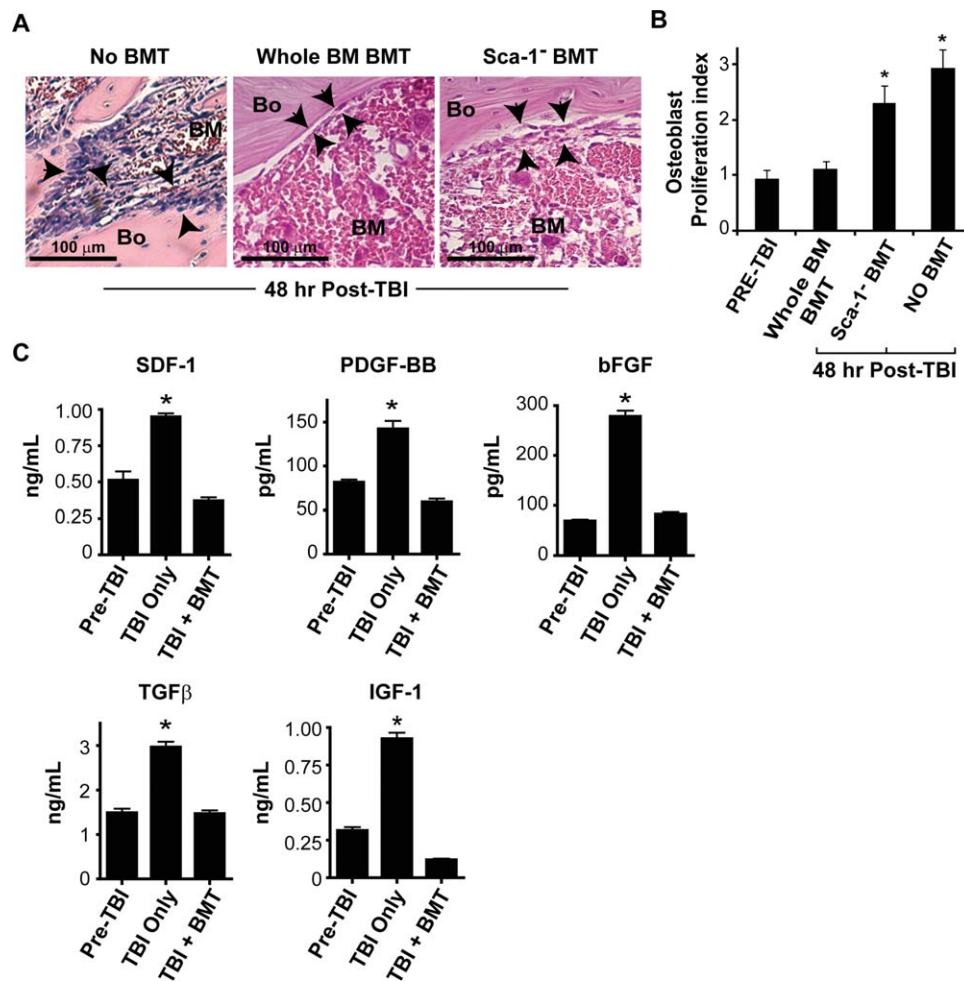 A
No BMT
Whole BM BMT
Sca-1⁻ BMT
BM
Bo
100 μm
Bo
BM
100 μm
Bo
BM
100 μm
48 hr Post-TBI
B
Osteoblast
Proliferation index
3
2
1
0
*
*
PRE-TBI
Whole BM
BMT
Sca-1⁻ BMT
NO BMT
48 hr Post-TBI
C
SDF-1
ng/mL
1.00
0.75
0.50
0.25
0
*
Pre-TBI
TBI Only
TBI + BMT
PDGF-BB
pg/mL
150
100
50
0
*
Pre-TBI
TBI Only
TBI + BMT
bFGF
pg/mL
300
200
100
0
*
Pre-TBI
TBI Only
TBI + BMT
TGFβ
ng/mL
3
2
1
0
*
Pre-TBI
TBI Only
TBI + BMT
IGF-1
ng/mL
1.00
0.75
0.50
0.25
0
*
Pre-TBI
TBI Only
TBI + BMT